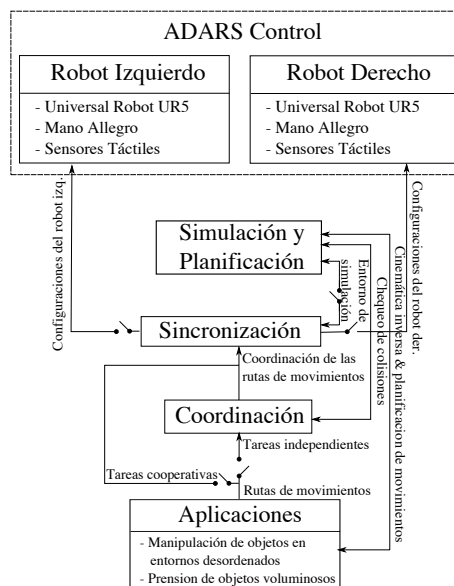 ADARS Control
Robot Izquierdo
- Universal Robot UR5
- Mano Allegro
- Sensores Táctiles
Robot Derecho
- Universal Robot UR5
- Mano Allegro
- Sensores Táctiles
Configuraciones del robot izq.
Configuraciones del robot der.
Cinemática inversa & planificacion de movimientos
Chequeo de colisiones
Entorno de
simulación
Simulación y
Planificación
Sincronización
Coordinación de las
rutas de movimientos
Coordinación
Tareas independientes
Tareas cooperativas
Rutas de movimientos
Aplicaciones
- Manipulación de objetos en
entornos desordenados
- Prension de objetos voluminosos